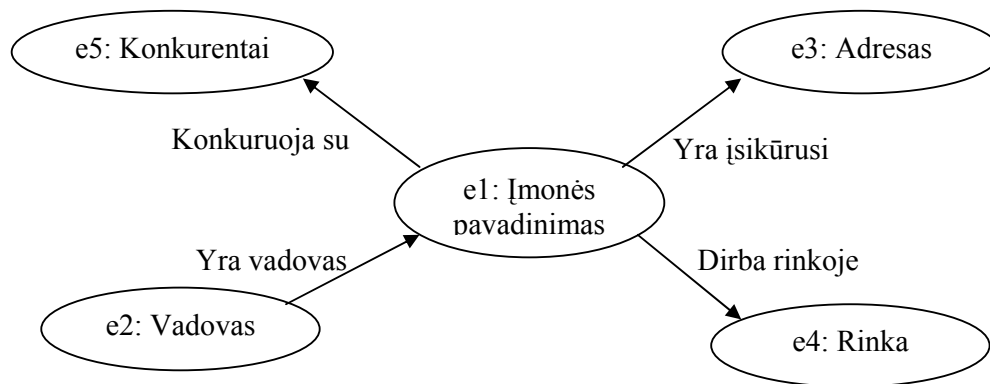 e5: Konkurentai
e3: Adresas
Konkuruoja su
Yra įsikūrusi
e1: Įmonės
pavadinimas
Yra vadovas
Dirba rinkoje
e2: Vadovas
e4: Rinka